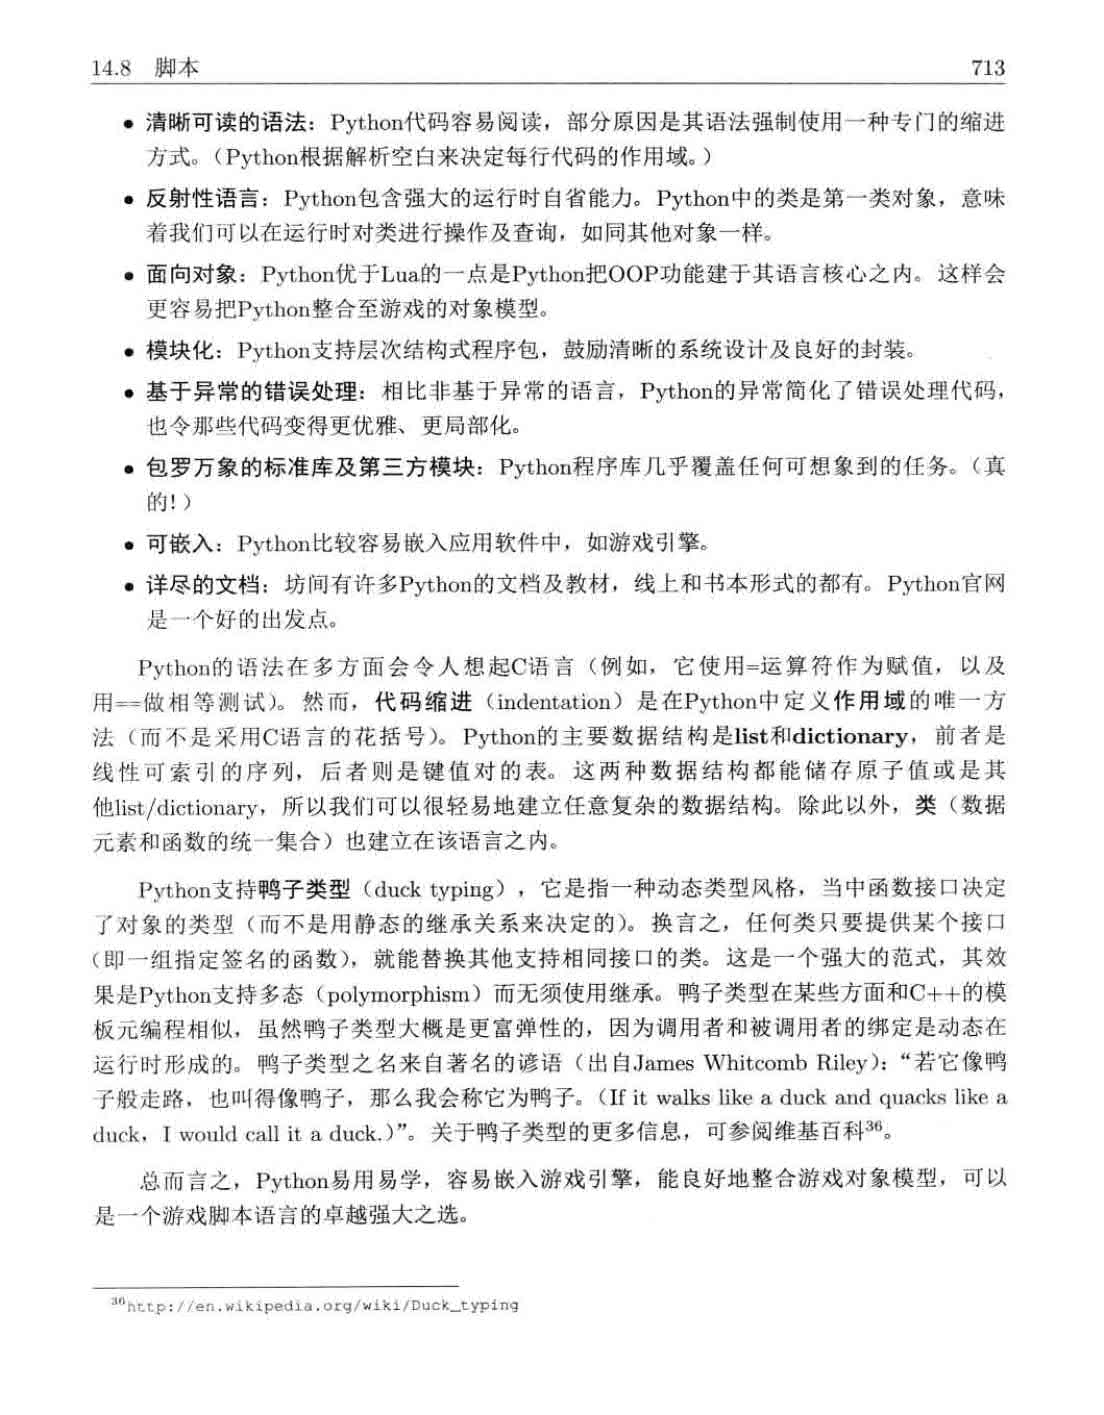 14.8 脚本 713
• 清晰可读的语法：Python代码容易阅读，部分原因是其语法强制使用一种专门的缩进
方式。（Python根据解析空白来决定每行代码的作用域。）
• 反射性语言：Python包含强大的运行时自省能力。Python中的类是第一类对象，意味
着我们可以在运行时对类进行操作及查询，如同其他对象一样。
• 面向对象：Python优于Lua的一点是Python把OOP功能建于其语言核心之内。这样会
更容易把Python整合至游戏的对象模型。
• 模块化：Python支持层次结构式程序包，鼓励清晰的系统设计及良好的封装。
• 基于异常的错误处理：相比非基于异常的语言，Python的异常简化了错误处理代码，
也令那些代码变得更优雅、更局部化。
• 包罗万象的标准库及第三方模块：Python程序库几乎覆盖任何可想象到的任务。（真
的！）
• 可嵌入：Python比较容易嵌入应用软件中，如游戏引擎。
• 详尽的文档：坊间有许多Python的文档及教材，线上和书本形式的都有。Python官网
是一个好的出发点。
Python的语法在多方面会令人想起C语言（例如，它使用=运算符作为赋值，以及
用==做相等测试）。然而，代码缩进（indentation）是在Python中定义作用域的唯一方
法（而不是采用C语言的花括号）。Python的主要数据结构是list和dictionary，前者是
线性可索引的序列，后者则是键值对的表。这两种数据结构都能储存原子值或是其
他list/dictionary，所以我们可以很轻易地建立任意复杂的数据结构。除此以外，类（数据
元素和函数的统一集合）也建立在该语言之内。
Python支持鸭子类型（duck typing），它是指一种动态类型风格，当中函数接口决定
了对象的类型（而不是用静态的继承关系来决定的）。换言之，任何类只要提供某个接口
（即一组指定签名的函数），就能替换其他支持相同接口的类。这是一个强大的范式，其效
果是Python支持多态（polymorphism）而无须使用继承。鸭子类型在某些方面和C++的模
板元编程相似，虽然鸭子类型大概是更富弹性的，因为调用者和被调用者的绑定是动态在
运行时形成的。鸭子类型之名来自著名的谚语（出自James Whitcomb Riley）：“若它像鸭
子般走路，也叫得像鸭子，那么我会称它为鸭子。（If it walks like a duck and quacks like a
duck，I would call it a duck.）”。关于鸭子类型的更多信息，可参阅维基百科36。
总而言之，Python易用易学，容易嵌入游戏引擎，能良好地整合游戏对象模型，可以
是一个游戏脚本语言的卓越强大之选。
36http://en.wikipedia.org/wiki/Duck_typing